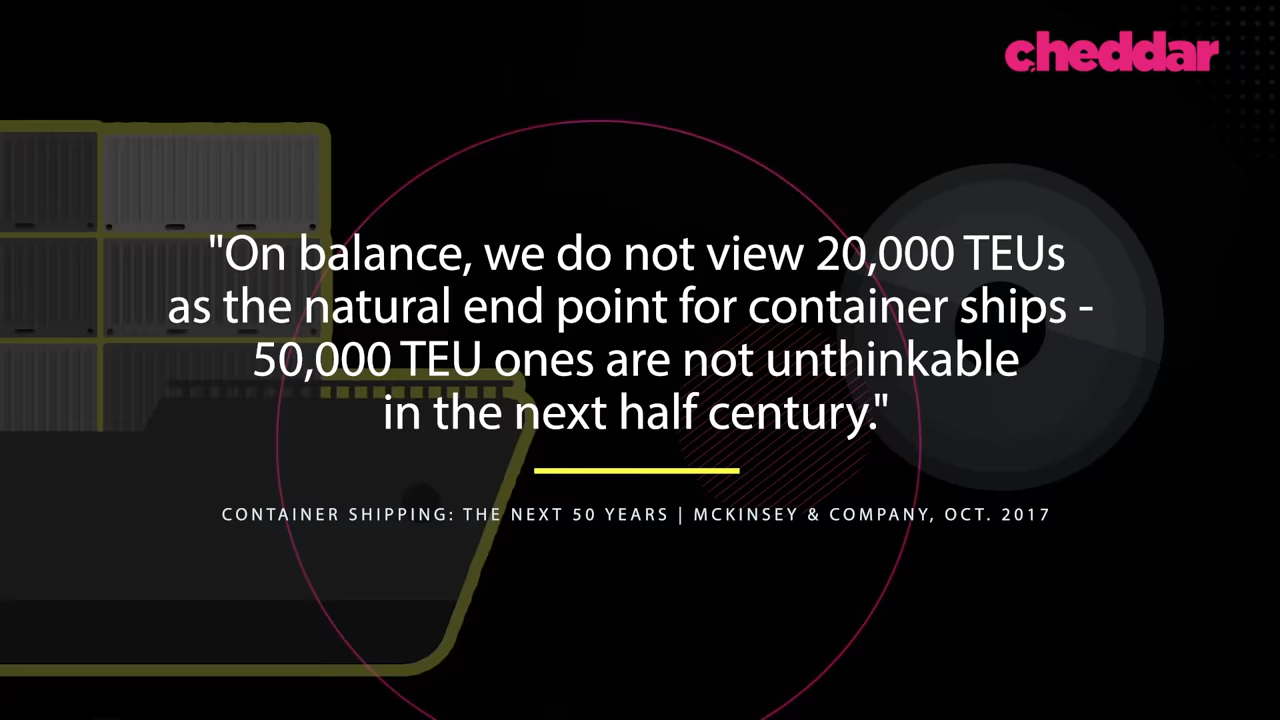 cheddar
"On balance, we do not view 20,000 TEUs
as the natural end point for container ships -
50,000 TEU ones are not unthinkable
in the next half century."
CONTAINER SHIPPING: THE NEXT 50 YEARS | MCKINSEY & COMPANY, OCT. 2017